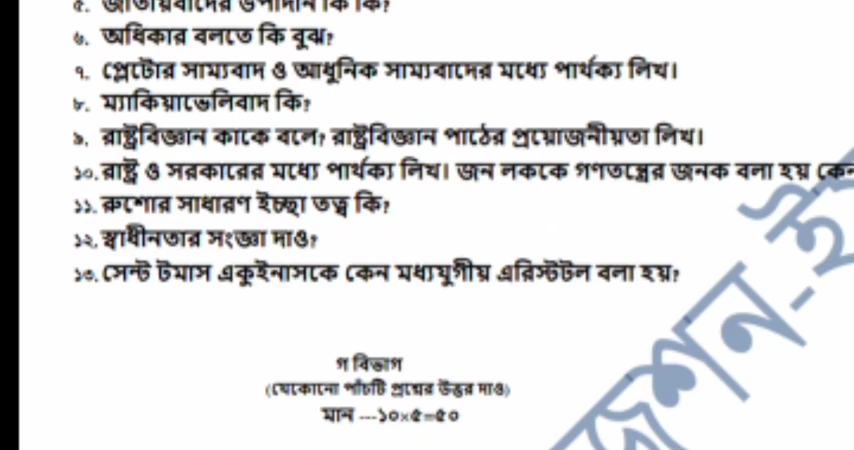 ৫. জাতীয়বাদের উপাদান কি কি?
৬. অধিকার বলতে কি বুঝ?
৭. প্লেটোর সাম্যবাদ ও আধুনিক সাম্যবাদের মধ্যে পার্থক্য লিখ।
৮. ম্যাকিয়াভেলিবাদ কি?
৯. রাষ্ট্রবিজ্ঞান কাকে বলে? রাষ্ট্রবিজ্ঞান পাঠের প্রয়োজনীয়তা লিখ।
১০. রাষ্ট্র ও সরকারের মধ্যে পার্থক্য লিখ। জন লককে গণতন্ত্রের জনক বলা হয় কেন
১১. রুশোর সাধারণ ইচ্ছা তত্ব কি?
১২. স্বাধীনতার সংজ্ঞা দাও?
১৩. সেন্ট টমাস একুইনাসকে কেন মধ্যযুগীয় এরিস্টটল বলা হয়?
গ বিভাগ
(যেকোনো পাঁচটি প্রশ্নের উত্তর দাও)
মান ---১০×৫=৫০